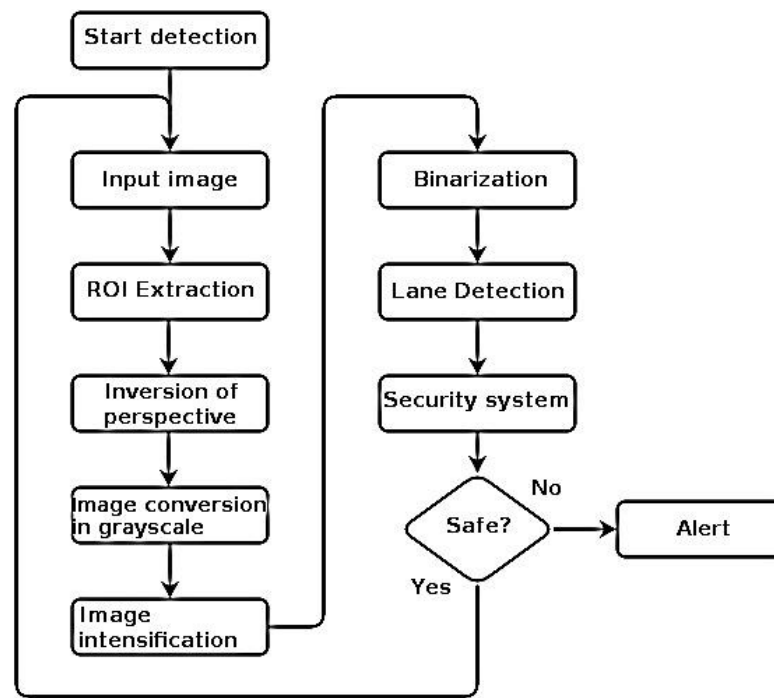 Start detection
Input image
ROI Extraction
Inversion of
perspective
Image conversion
in grayscale
Image
intensification
Binarization
Lane Detection
Security system
Safe?
No
Yes
Alert